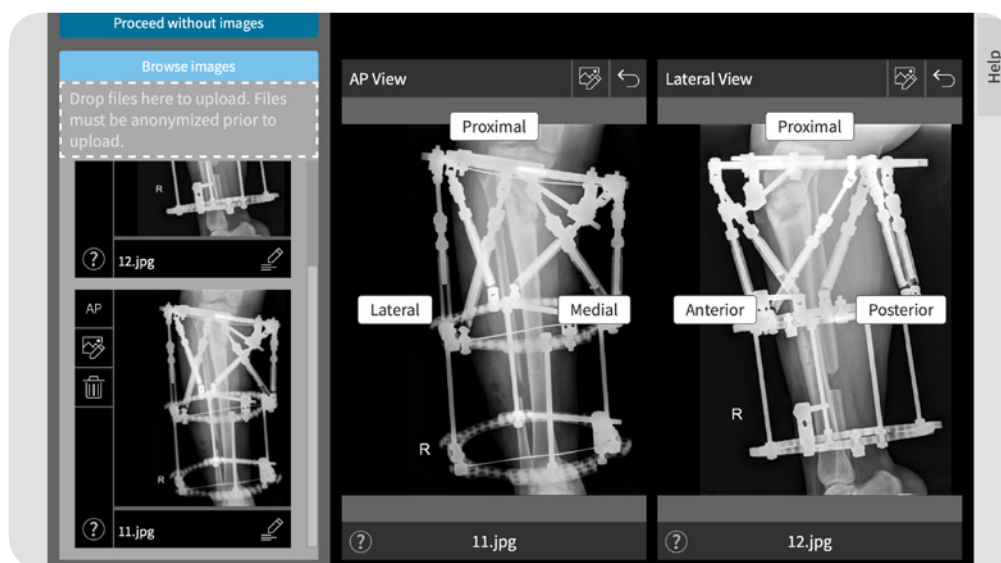 Proceed without images
Browse images
Drop files here to upload. Files
must be anonymized prior to
upload.
R
?
12.jpg
AP
R
?
11.jpg
AP View
Proximal
Lateral
Medial
R
?
11.jpg
Lateral View
Proximal
Anterior
Posterior
R
?
12.jpg
Help